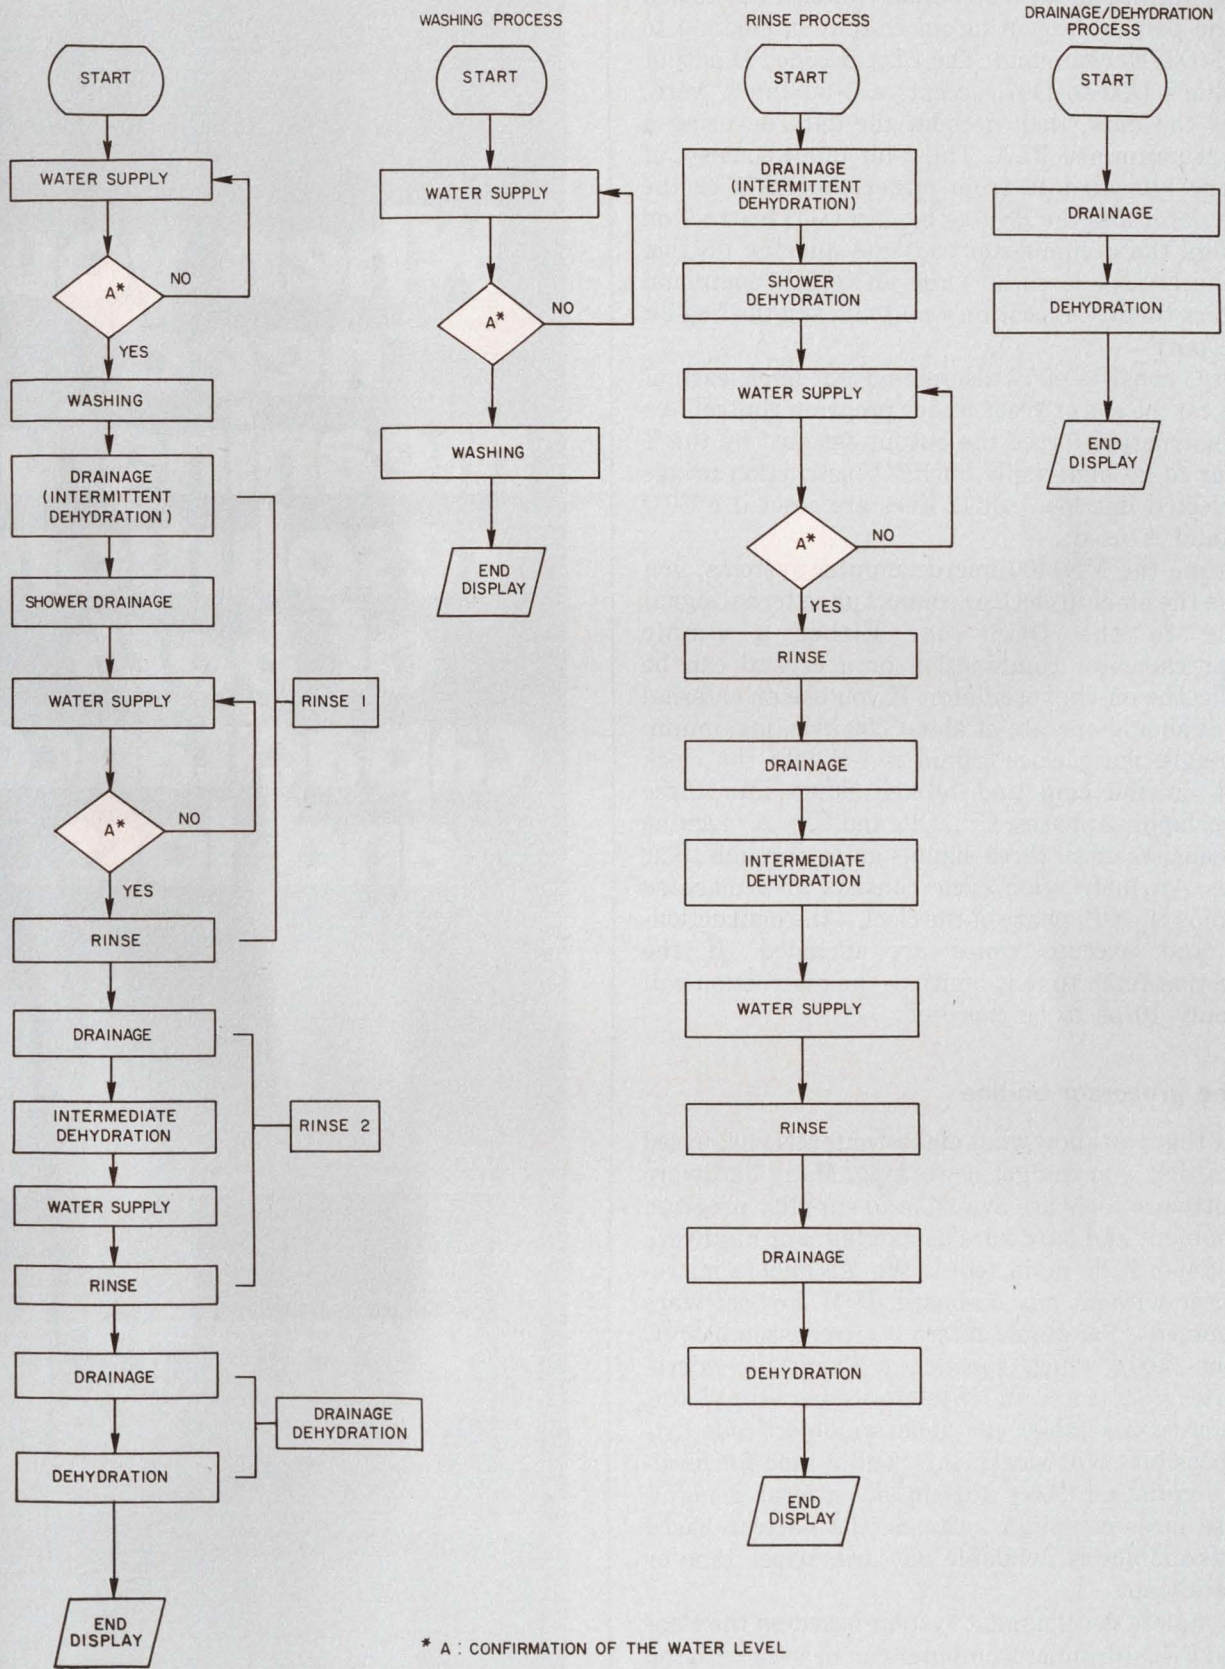 START
WATER SUPPLY
A*
NO
YES
WASHING
DRAINAGE
(INTERMITTENT
DEHYDRATION)
SHOWER DRAINAGE
WATER SUPPLY
RINSE 1
A*
NO
YES
RINSE
DRAINAGE
INTERMEDIATE
DEHYDRATION
RINSE 2
WATER SUPPLY
RINSE
DRAINAGE
DRAINAGE
DEHYDRATION
DEHYDRATION
END
DISPLAY
WASHING PROCESS
START
WATER SUPPLY
A*
NO
WASHING
END
DISPLAY
RINSE PROCESS
START
DRAINAGE
(INTERMITTENT
DEHYDRATION)
SHOWER
DEHYDRATION
WATER SUPPLY
A*
NO
YES
RINSE
DRAINAGE
INTERMEDIATE
DEHYDRATION
WATER SUPPLY
RINSE
DRAINAGE
DEHYDRATION
END
DISPLAY
DRAINAGE/DEHYDRATION
PROCESS
START
DRAINAGE
DEHYDRATION
END
DISPLAY
* A : CONFIRMATION OF THE WATER LEVEL